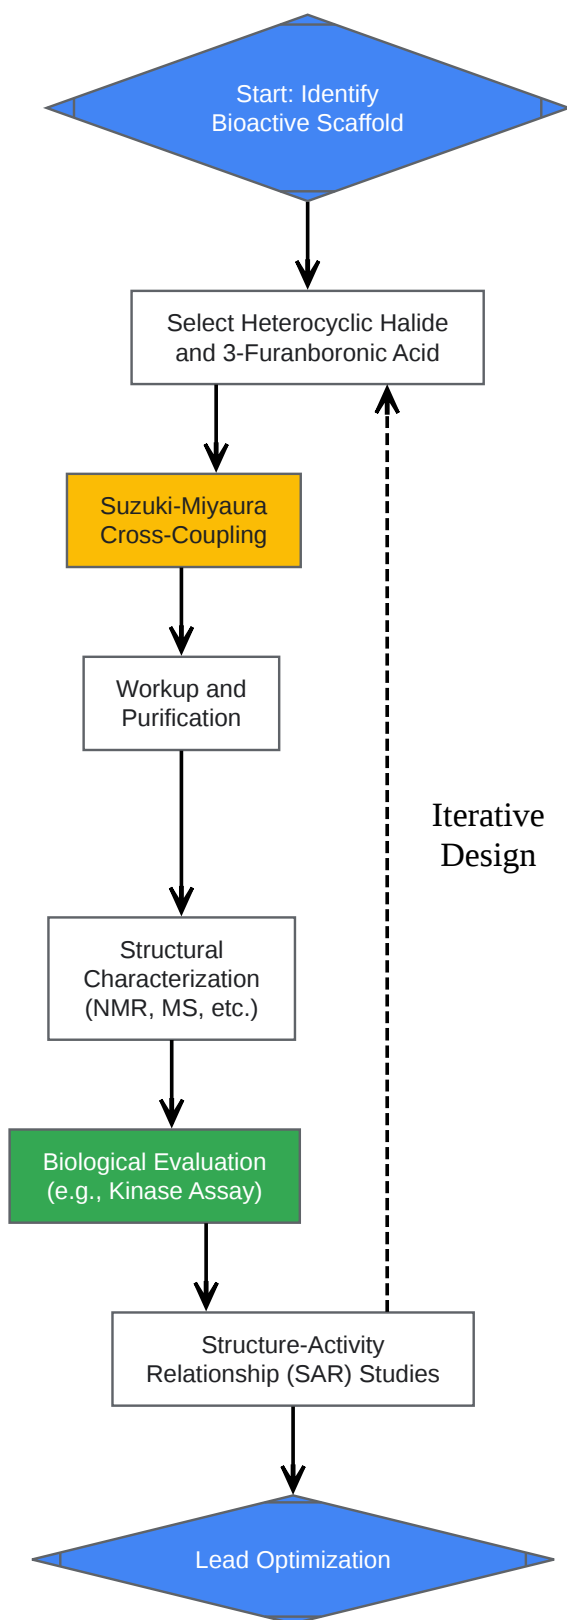 Start: Identify
Bioactive Scaffold
Select Heterocyclic Halide
and 3-Furanboronic Acid
Suzuki-Miyaura
Cross-Coupling
Workup and
Purification
Iterative
Design
Structural
Characterization
(NMR, MS, etc.)
Biological Evaluation
(e.g., Kinase Assay)
Structure-Activity
Relationship (SAR) Studies
Lead Optimization